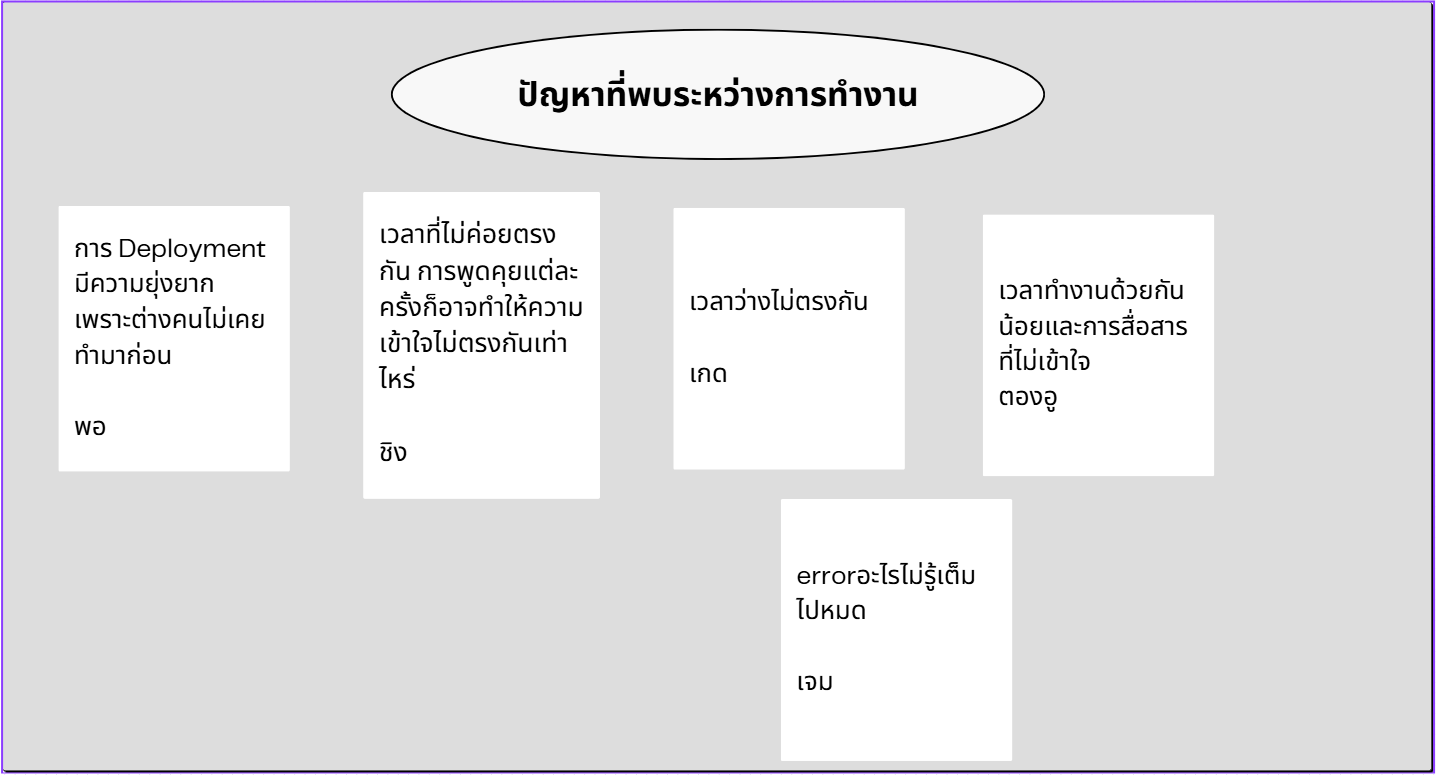 ปัญหาที่พบระหว่างการทำงาน
การ Deployment
มีความยุ่งยาก
เพราะต่างคนไม่เคย
ทำมาก่อน
พอ
เวลาที่ไม่ค่อยตรง
กัน การพูดคุยแต่ละ
ครั้งก็อาจทำให้ความ
เข้าใจไม่ตรงกันเท่า
ไหร่
ชิง
เวลาว่างไม่ตรงกัน
เกด
เวลาทำงานด้วยกัน
น้อยและการสื่อสาร
ที่ไม่เข้าใจ
ตองอู
errorอะไรไม่รู้เต็ม
ไปหมด
เจม